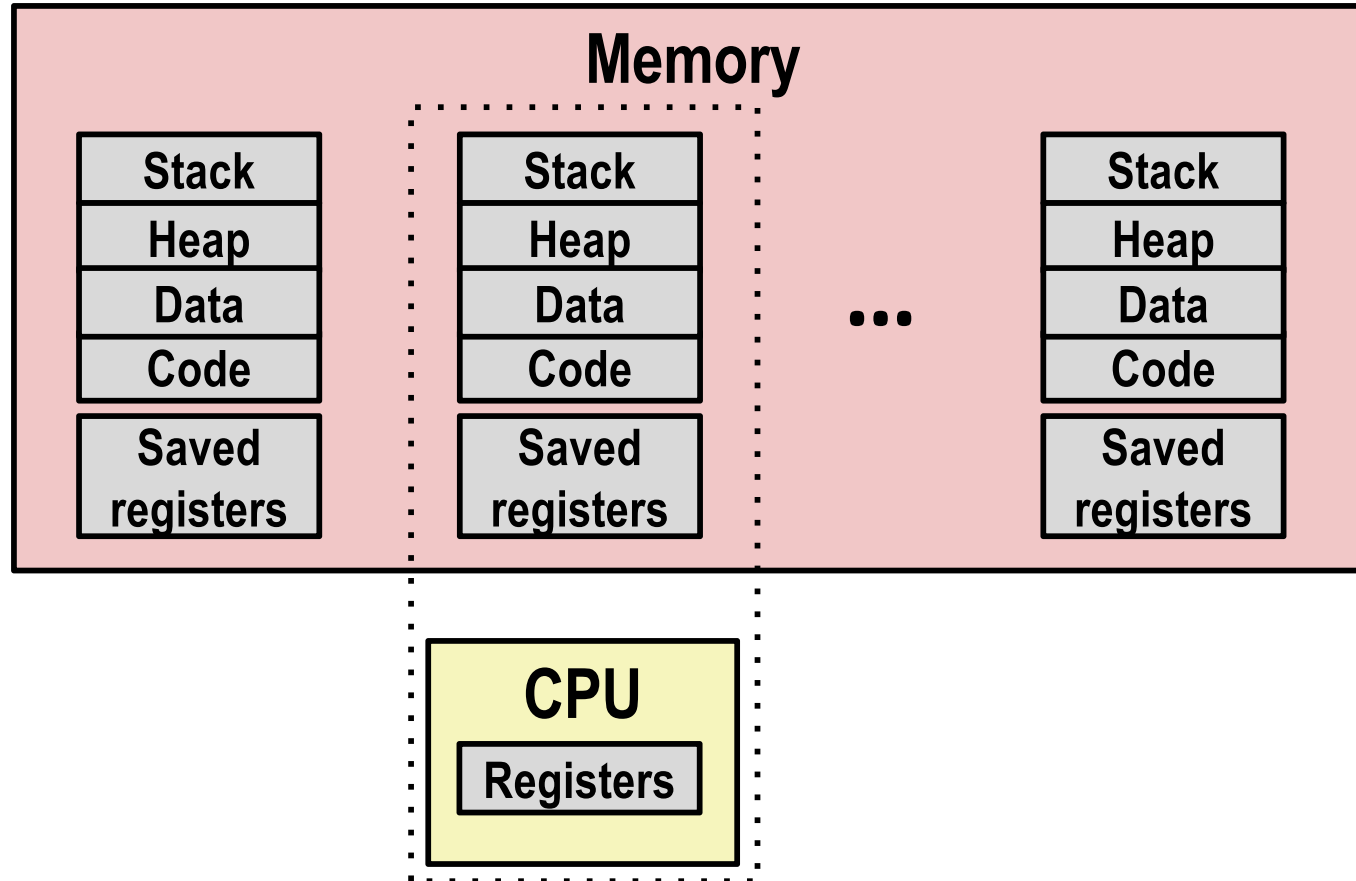 Memory
Stack
Heap
Data
Code
Saved
registers
Stack
Heap
Data
Code
Saved
registers
...
Stack
Heap
Data
Code
Saved
registers
CPU
Registers